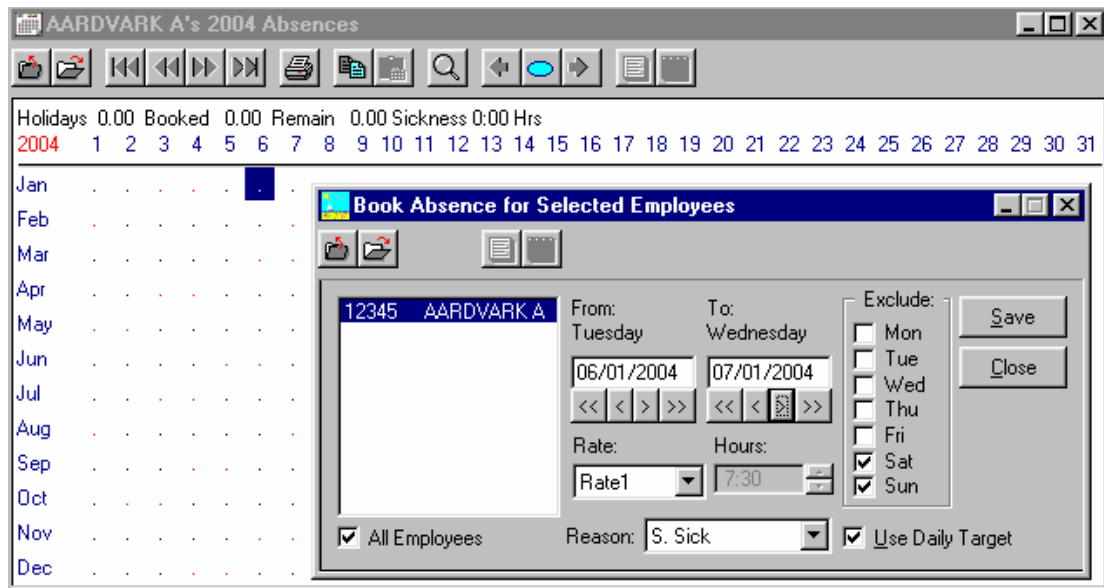 AARDVARK A's 2004 Absences
Holidays 0.00 Booked 0.00 Remain 0.00 Sickness 0:00 Hrs
2004 1 2 3 4 5 6 7 8 9 10 11 12 13 14 15 16 17 18 19 20 21 22 23 24 25 26 27 28 29 30 31
Jan
Feb
Mar
Apr
May
Jun
Jul
Aug
Sep
Oct
Nov
Dec
Book Absence for Selected Employees
12345 AARDVARK A
From: To:
Tuesday Wednesday
06/01/2004 07/01/2004
<< < > >> << < > >>
Rate: Hours:
Rate1 7:30
Exclude:
Mon
Tue
Wed
Thu
Fri
Sat
Sun
Save
Close
All Employees
Reason: S. Sick
Use Daily Target